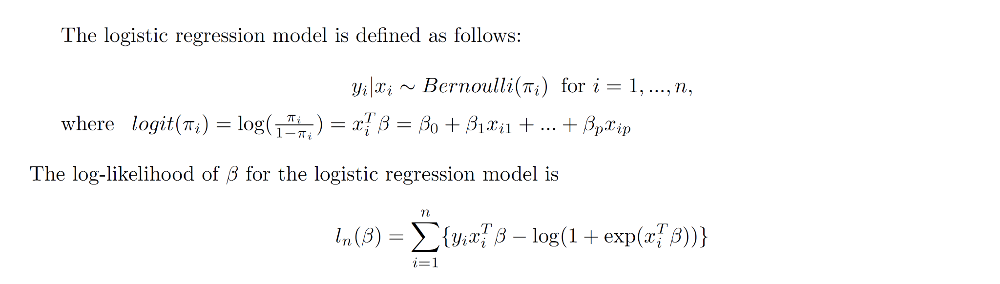 The logistic regression model is defined as follows:
$y_i|x_i \sim Bernoulli(\pi_i)$ for $i = 1, ..., n,$
where $logit(\pi_i) = \log(\frac{\pi_i}{1-\pi_i}) = x_i^T\beta = \beta_0 + \beta_1 x_{i1} + ... + \beta_p x_{ip}$
The log-likelihood of $\beta$ for the logistic regression model is
$l_n(\beta) = \sum_{i=1}^{n} \{y_i x_i^T\beta - \log(1 + \exp(x_i^T\beta))\}$